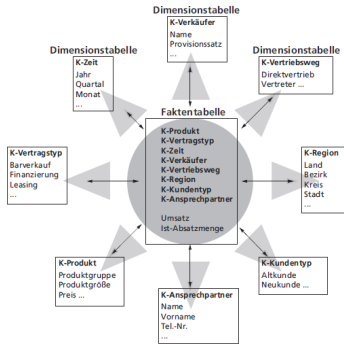 Dimensionstabelle
K-Verkäufer
Name
Provisionssatz
...
Dimensionstabelle
K-Zeit
Jahr
Quartal
Monat
...
Dimensionstabelle
K-Vertriebsweg
Direktvertrieb
Vertreter ...
Faktentabelle
K-Produkt
K-Vertragstyp
K-Zeit
K-Verkäufer
K-Vertriebsweg
K-Region
K-Kundentyp
K-Ansprechpartner
Umsatz
Ist-Absatzmenge
K-Vertragstyp
Barverkauf
Finanzierung
Leasing
...
K-Region
Land
Bezirk
Kreis
Stadt
...
K-Produkt
Produktgruppe
Produktgröße
Preis ...
K-Ansprechpartner
Name
Vorname
Tel.-Nr.
...
K-Kundentyp
Altkunde
Neukunde ...